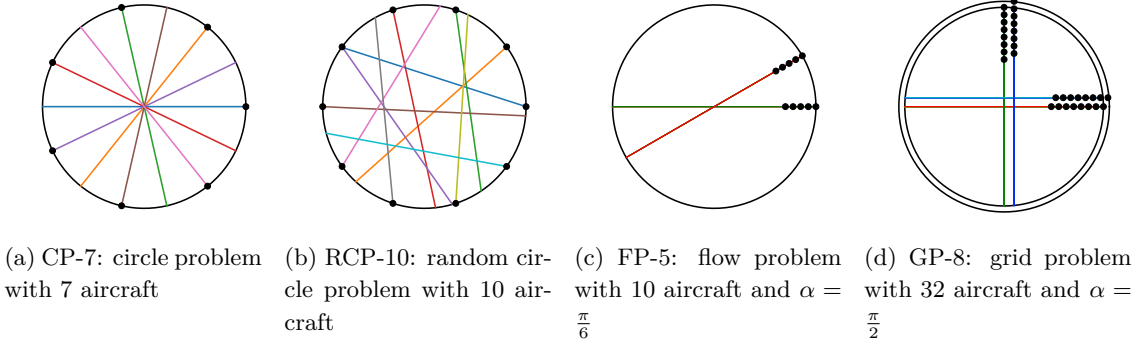 (a) CP-7: circle problem
with 7 aircraft
(b) RCP-10: random cir-
cle problem with 10 air-
craft
(c) FP-5: flow problem
with 10 aircraft and α =
π/6
(d) GP-8: grid problem
with 32 aircraft and α =
π/2